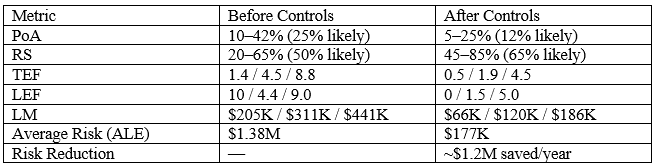 Metric Before Controls After Controls
PoA 10–42% (25% likely) 5–25% (12% likely)
RS 20–65% (50% likely) 45–85% (65% likely)
TEF 1.4 / 4.5 / 8.8 0.5 / 1.9 / 4.5
LEF 10 / 4.4 / 9.0 0 / 1.5 / 5.0
LM $205K / $311K / $441K $66K / $120K / $186K
Average Risk (ALE) $1.38M $177K
Risk Reduction — ~$1.2M saved/year